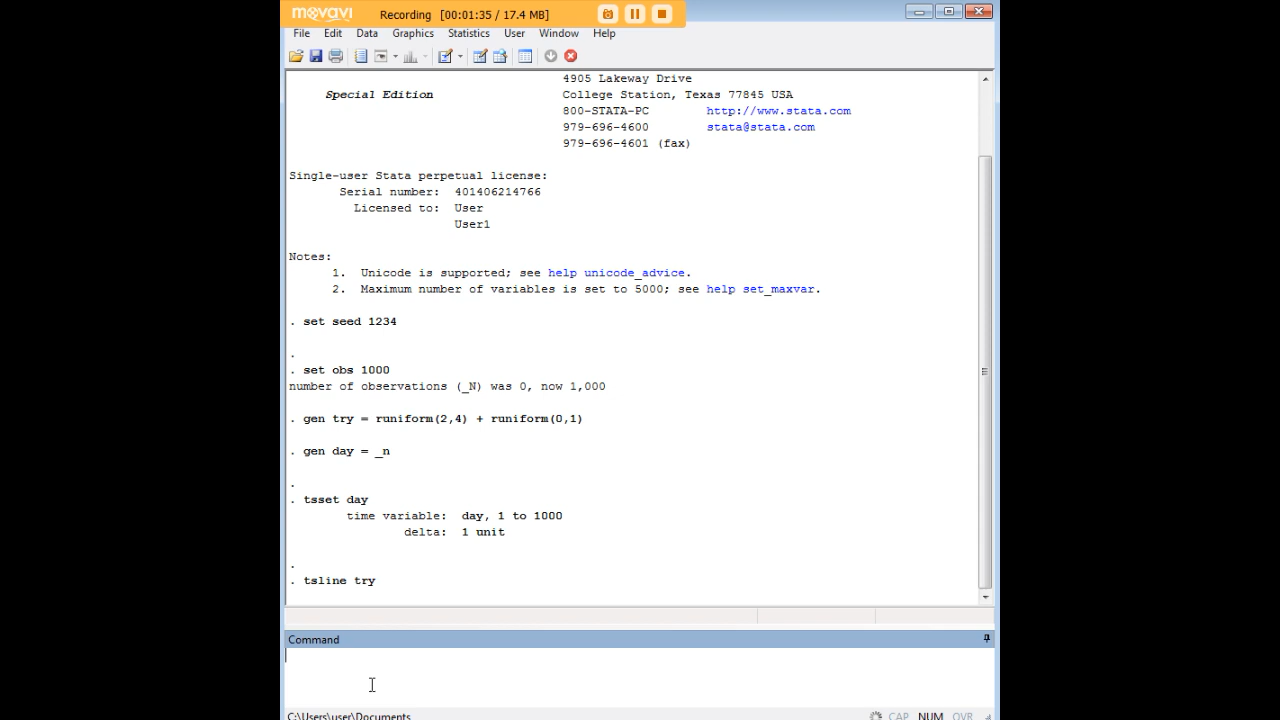 movavi Recording [00:01:35 / 17.4 MB]
File Edit Data Graphics Statistics User Window Help
4905 Lakeway Drive
Special Edition College Station, Texas 77845 USA
800-STATA-PC http://www.stata.com
979-696-4600 stata@stata.com
979-696-4601 (fax)
Single-user Stata perpetual license:
Serial number: 401406214766
Licensed to: User
User1
Notes:
1. Unicode is supported; see help unicode_advice.
2. Maximum number of variables is set to 5000; see help set_maxvar.
. set seed 1234
.
. set obs 1000
number of observations (_N) was 0, now 1,000
. gen try = runiform(2,4) + runiform(0,1)
. gen day = _n
.
. tsset day
time variable: day, 1 to 1000
delta: 1 unit
.
. tsline try
Command
C:\Users\user\Documents CAP NUM OVR